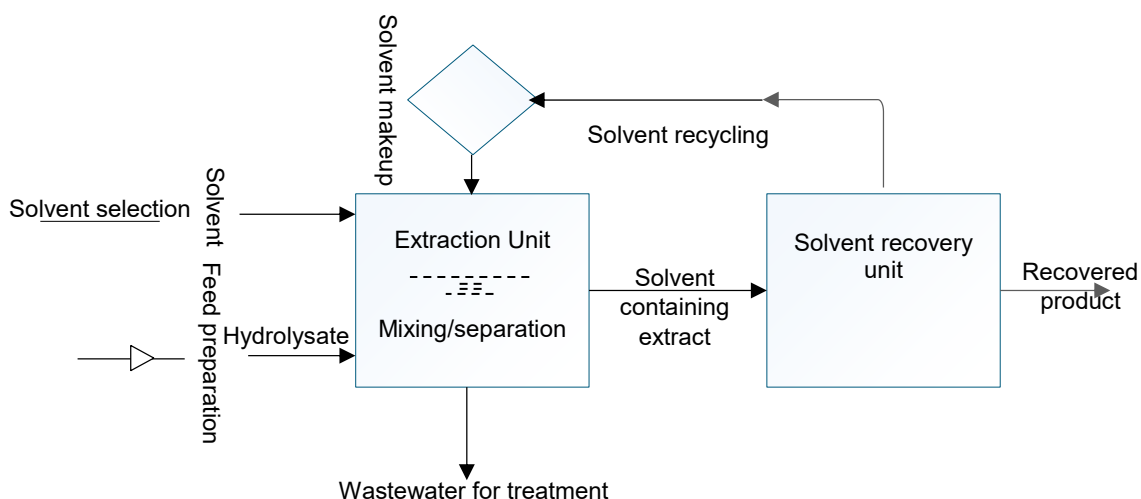 Solvent makeup
Solvent recycling
Solvent selection
Solvent
Extraction Unit
Mixing/separation
Solvent recovery
unit
Solvent
containing
extract
Recovered
product
Feed preparation
Hydrolysate
Wastewater for treatment